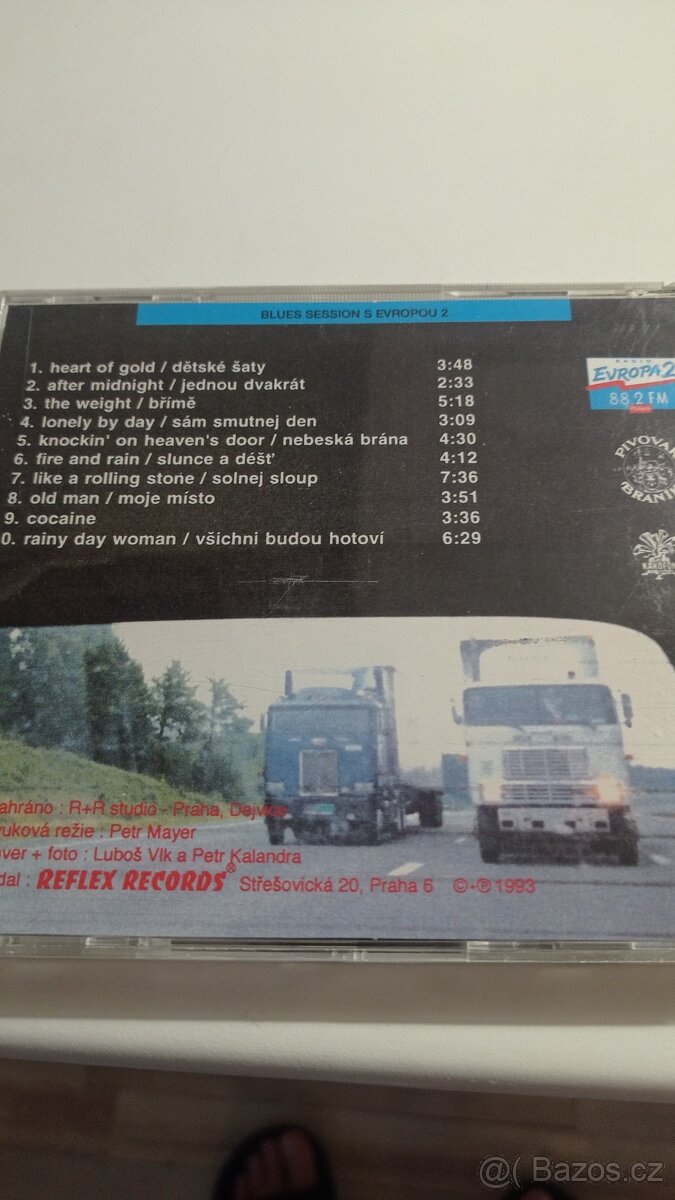 BLUES SESSION S EVROPOU 2
1. heart of gold / dětské šaty 3:48
2. after midnight / jednou dvakrát 2:33
3. the weight / břímě 5:18
4. lonely by day / sám smutnej den 3:09
5. knockin' on heaven's door / nebeská brána 4:30
6. fire and rain / slunce a déšť 4:12
7. like a rolling stone / solnej sloup 7:36
8. old man / moje místo 3:51
9. cocaine 3:36
0. rainy day woman / všichni budou hotoví 6:29
RADIO
EVROPA 2
88.2 FM
PIVOVAR
BRANÍK
ahráno : R+R studio - Praha, Dejvice
vuková režie : Petr Mayer
ver + foto : Luboš Vlk a Petr Kalandra
dal : REFLEX RECORDS® Střešovická 20, Praha 6 ©+℗ 1993
@ Bazos.cz